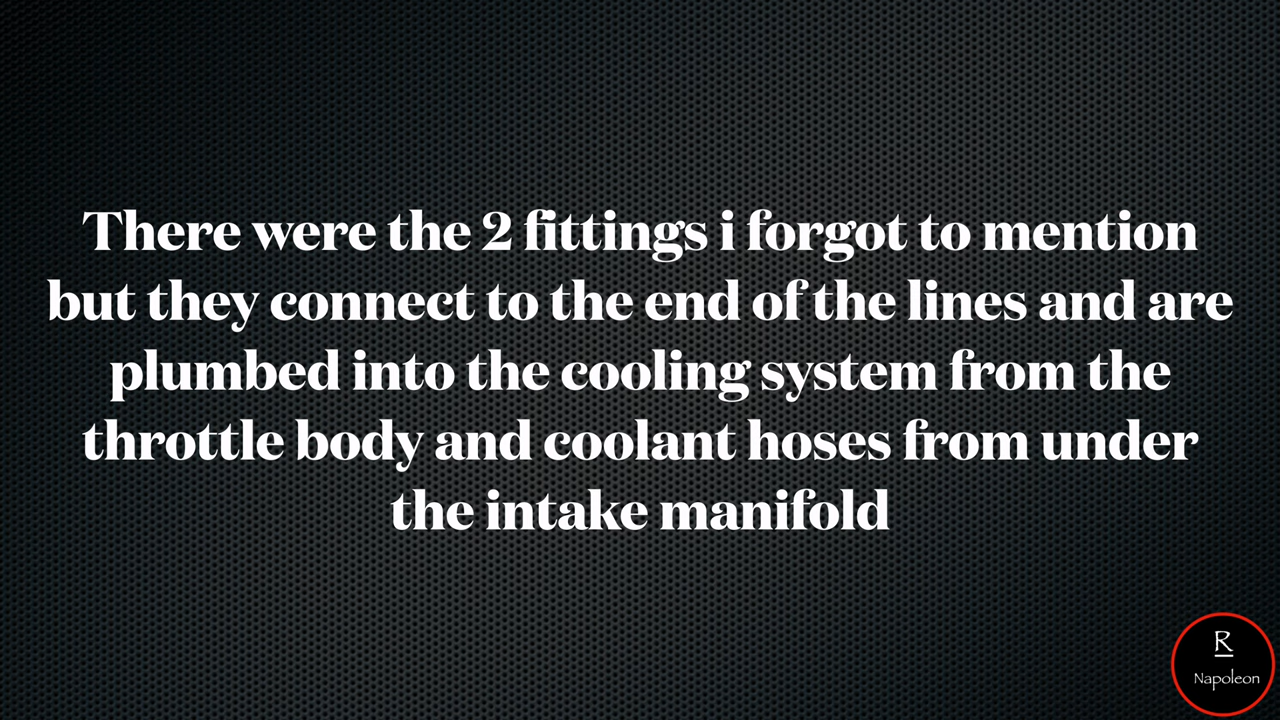 There were the 2 fittings i forgot to mention
but they connect to the end of the lines and are
plumbed into the cooling system from the
throttle body and coolant hoses from under
the intake manifold
R
Napoleon